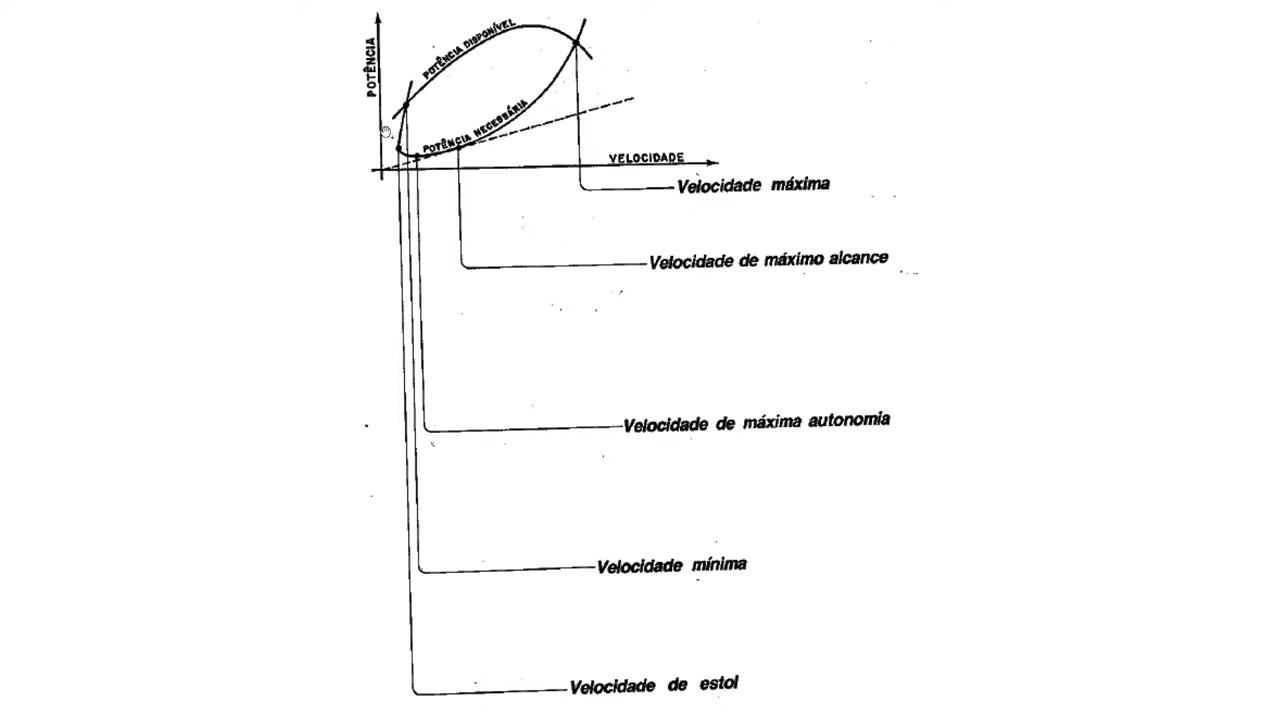 POTÊNCIA
POTÊNCIA DISPONÍVEL
POTÊNCIA NECESSÁRIA
VELOCIDADE
Velocidade máxima
Velocidade de máximo alcance
Velocidade de máxima autonomia
Velocidade mínima
Velocidade de estol